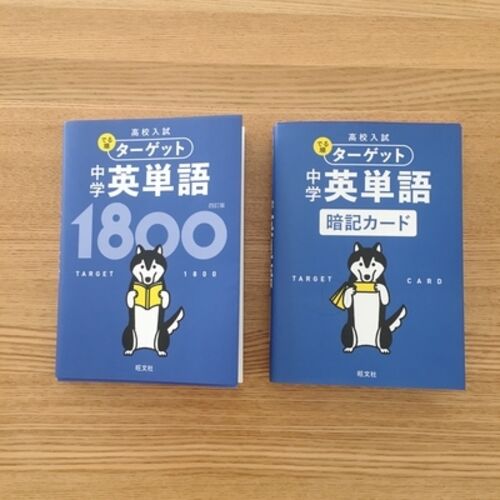 高校入試
でる順
ターゲット
中学
英単語
1800
四訂版
TARGET 1800
旺文社
高校入試
でる順
ターゲット
中学
英単語
暗記カード
TARGET CARD
旺文社